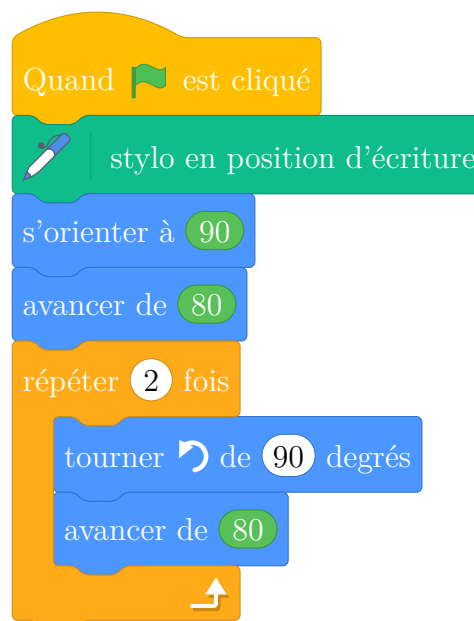 Quand est cliqué
stylo en position d'écriture
s'orienter à 90
avancer de 80
répéter 2 fois
tourner de 90 degrés
avancer de 80